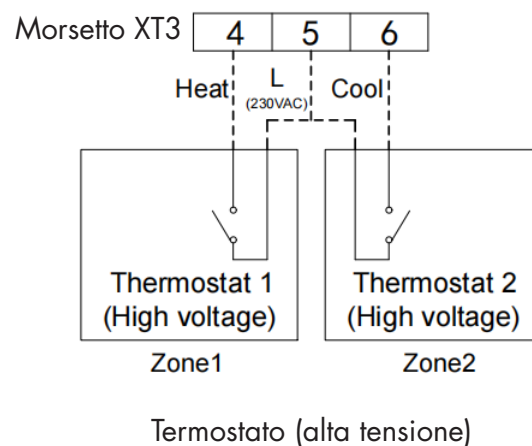 Morsetto XT3 4 5 6
Heat L Cool
(230VAC)
Thermostat 1
(High voltage)
Thermostat 2
(High voltage)
Zone1
Zone2
Termostato (alta tensione)